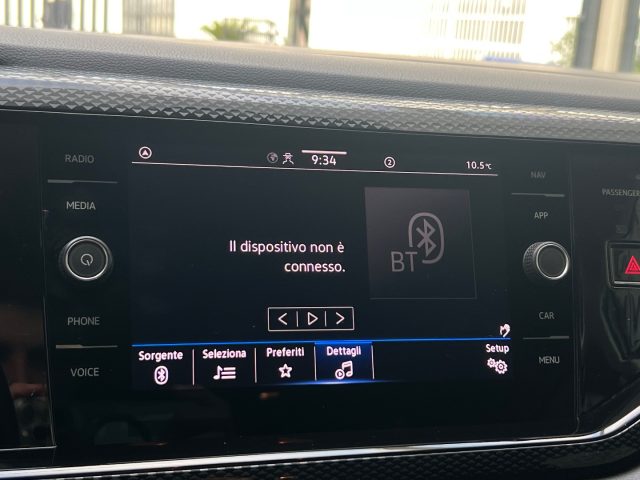 RADIO
MEDIA
PHONE
VOICE
9:34
2
10.5°C
Il dispositivo non è
connesso.
BT
Sorgente
Seleziona
Preferiti
Dettagli
Setup
NAV
APP
CAR
MENU
PASSENGER